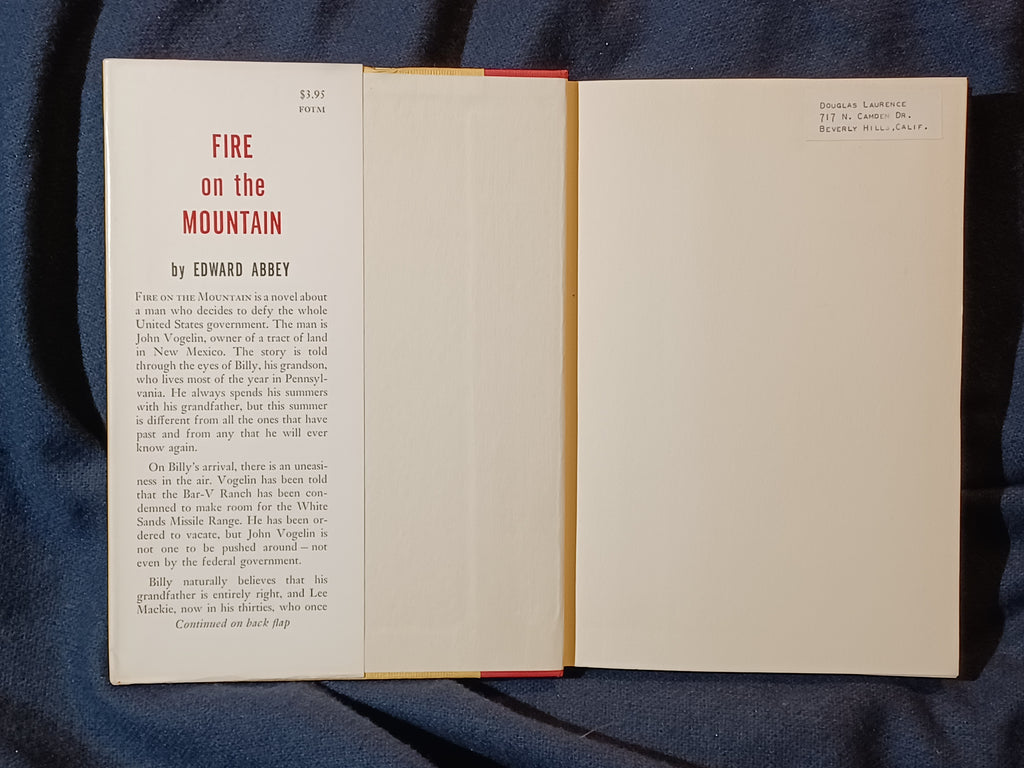 $3.95
FOTM
FIRE
on the
MOUNTAIN
by EDWARD ABBEY
FIRE ON THE MOUNTAIN is a novel about
a man who decides to defy the whole
United States government. The man is
John Vogelin, owner of a tract of land
in New Mexico. The story is told
through the eyes of Billy, his grandson,
who lives most of the year in Pennsyl-
vania. He always spends his summers
with his grandfather, but this summer
is different from all the ones that have
past and from any that he will ever
know again.
On Billy's arrival, there is an uneasi-
ness in the air. Vogelin has been told
that the Bar-V Ranch has been con-
demned to make room for the White
Sands Missile Range. He has been or-
dered to vacate, but John Vogelin is
not one to be pushed around – not
even by the federal government.
Billy naturally believes that his
grandfather is entirely right, and Lee
Mackie, now in his thirties, who once
Continued on back flap
DOUGLAS LAURENCE
717 N. CAMDEN DR.
BEVERLY HILLS, CALIF.